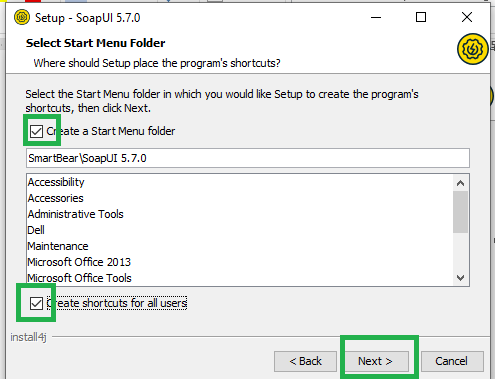 Setup - SoapUI 5.7.0
Select Start Menu Folder
Where should Setup place the program's shortcuts?
Select the Start Menu folder in which you would like Setup to create the program's
shortcuts, then click Next.
Create a Start Menu folder
SmartBear\SoapUI 5.7.0
Accessibility
Accessories
Administrative Tools
Dell
Maintenance
Microsoft Office 2013
Microsoft Office Tools
Create shortcuts for all users
install4j
< Back
Next >
Cancel